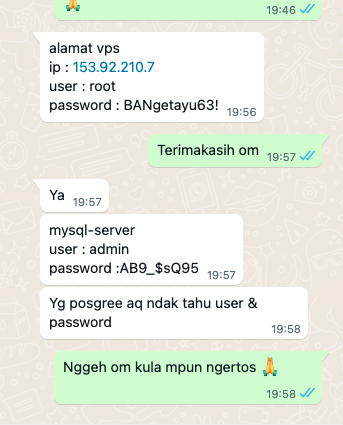 🙏
19:46
alamat vps
ip : 153.92.210.7
user : root
password : BANgetayu63!
19:56
Terimakasih om
19:57
Ya
19:57
mysql-server
user : admin
password :AB9_$sQ95
19:57
Yg posgree aq ndak tahu user &
password
19:58
Nggeh om kula mpun ngertos 🙏
19:58